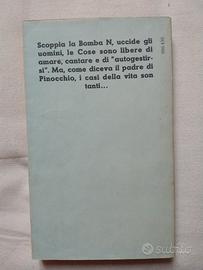 Scoppia la Bomba N, uccide gli
uomini, le Cose sono libere di
amare, cantare e di "autogestir-
si". Ma, come diceva il padre di
Pinocchio, i casi della vita son
tanti...
subito